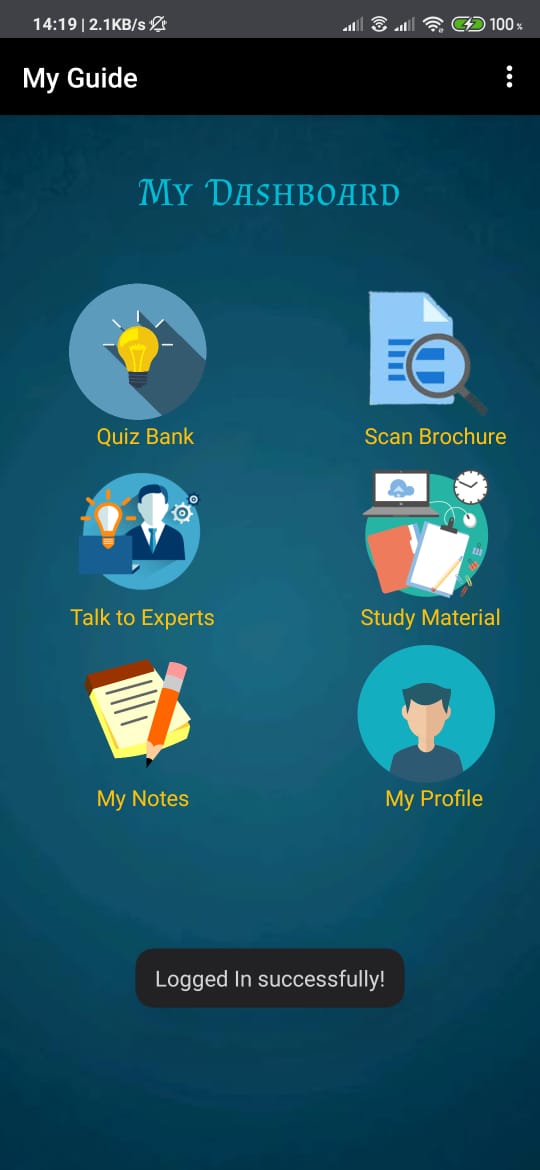 14:19 | 2.1KB/s 100%
My Guide
My Dashboard
Quiz Bank Scan Brochure
Talk to Experts Study Material
My Notes My Profile
Logged In successfully!